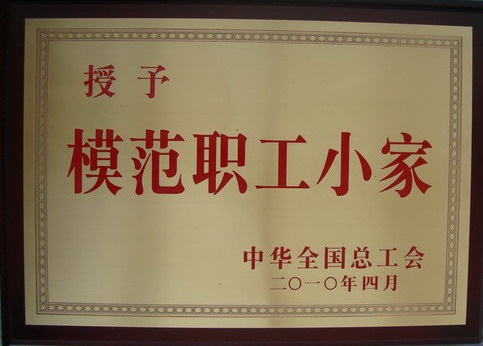 授予
模范职工小家
中华全国总工会
二〇一〇年四月